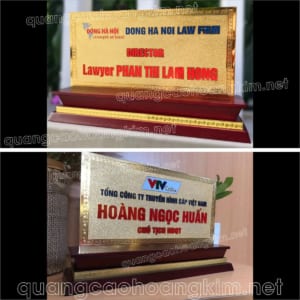 ĐÔNG HÀ NỘI
DONG HA NOI LAW FIRM
DIRECTOR
Lawyer PHAN THI LAM HONG
quangcaohoangkim.net
VTV
TỔNG CÔNG TY TRUYỀN HÌNH CÁP VIỆT NAM
HOÀNG NGỌC HUẤN
CHỦ TỊCH HĐQT
quangcaohoangkim.net